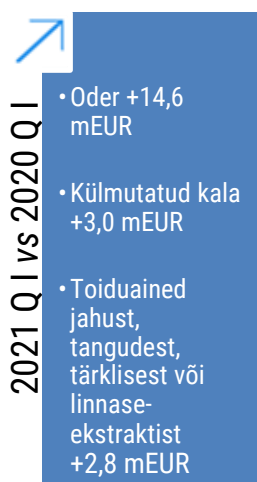 2021 Q I vs 2020 Q I
• Oder +14,6
mEUR
• Külmutatud kala
+3,0 mEUR
• Toiduained
jahust,
tangudest,
tärklisest või
linnase-
ekstraktist
+2,8 mEUR